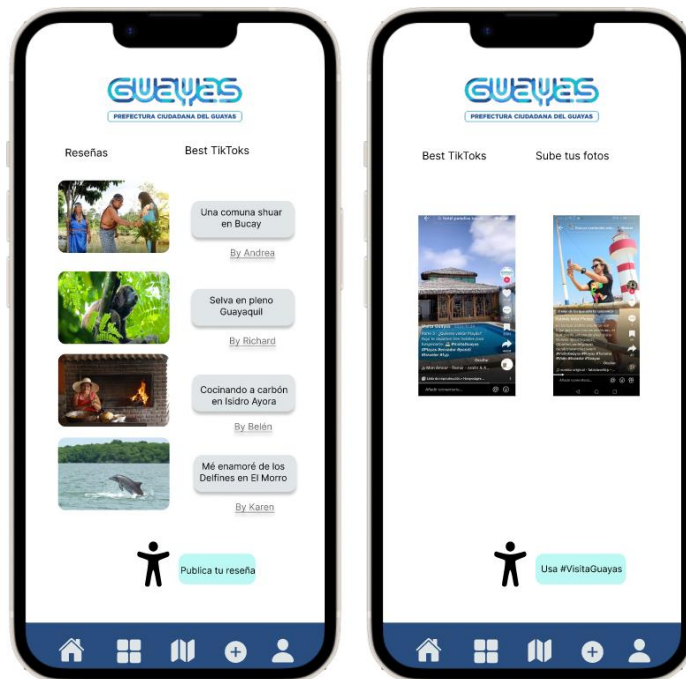 GUAYAS
PREFECTURA CIUDADANA DEL GUAYAS
Reseñas
Best TikToks
Una comuna shuar
en Bucay
By Andrea
Selva en pleno
Guayaquil
By Richard
Cocinando a carbón
en Isidro Ayora
By Belén
Mé enamoré de los
Delfines en El Morro
By Karen
Publica tu reseña
GUAYAS
PREFECTURA CIUDADANA DEL GUAYAS
Best TikToks
Sube tus fotos
Usa #VisitaGuayas